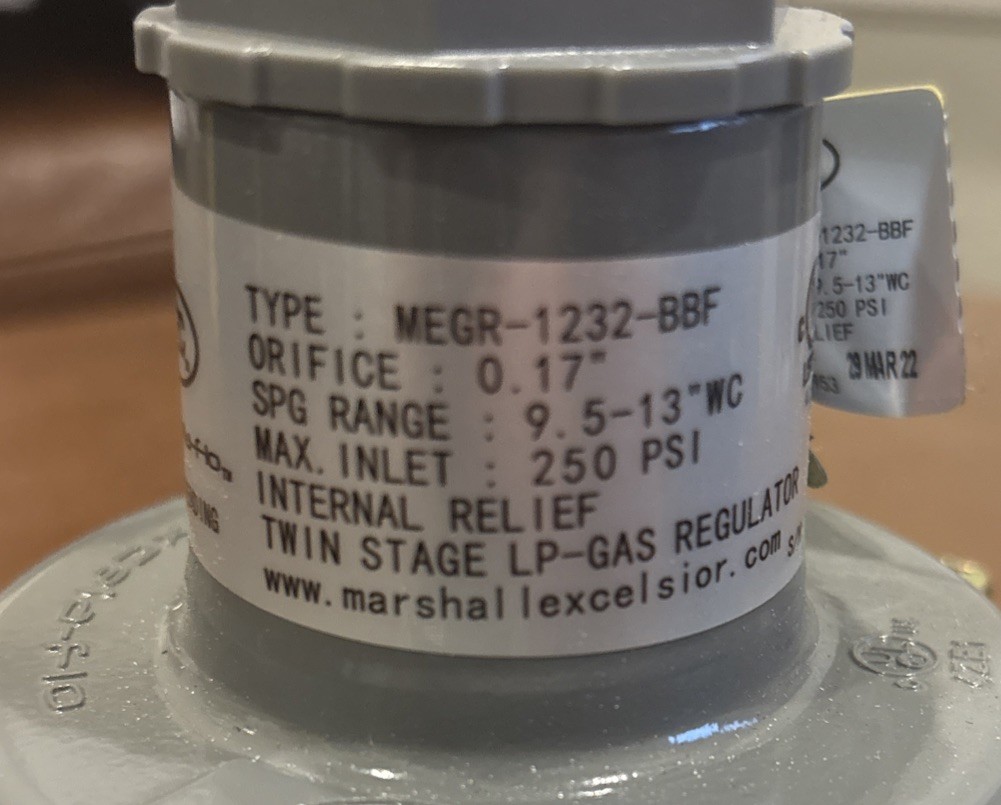 TYPE : MEGR-1232-BBF
ORIFICE : 0.17"
SPG RANGE : 9.5-13"WC
MAX. INLET : 250 PSI
INTERNAL RELIEF
TWIN STAGE LP-GAS REGULATOR
www.marshallexcelsior.com
1232-BBF
17"
.5-13"WC
250 PSI
LIEF
29 MAR 22